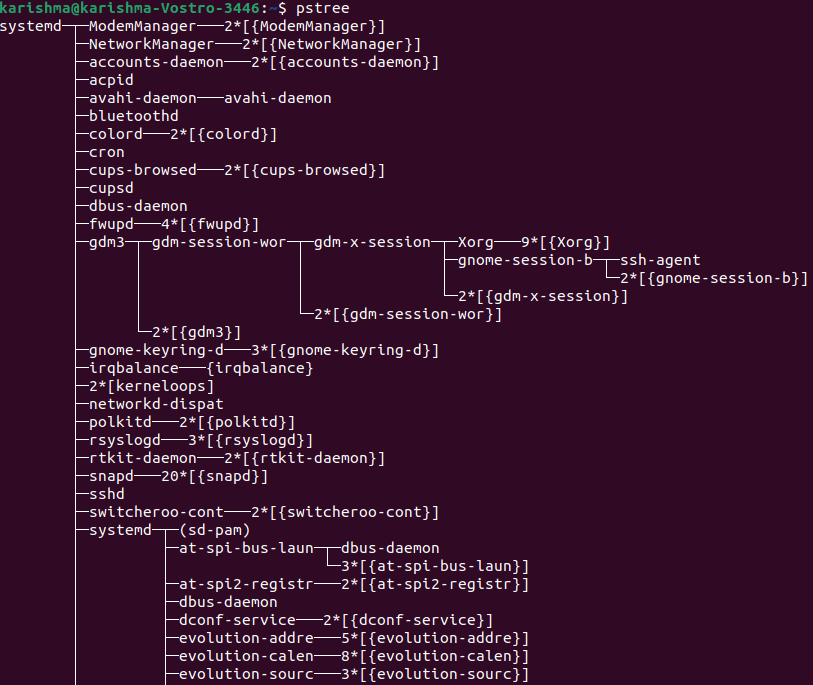 karishma@karishma-Vostro-3446:~$ pstree
systemd─┬─ModemManager───2*[{ModemManager}]
        ├─NetworkManager───2*[{NetworkManager}]
        ├─accounts-daemon───2*[{accounts-daemon}]
        ├─acpid
        ├─avahi-daemon───avahi-daemon
        ├─bluetoothd
        ├─colord───2*[{colord}]
        ├─cron
        ├─cups-browsed───2*[{cups-browsed}]
        ├─cupsd
        ├─dbus-daemon
        ├─fwupd───4*[{fwupd}]
        ├─gdm3─┬─gdm-session-wor─┬─gdm-x-session─┬─Xorg───9*[{Xorg}]
        │      │                 │               ├─gnome-session-b─┬─ssh-agent
        │      │                 │               │                 └─2*[{gnome-session-b}]
        │      │                 │               └─2*[{gdm-x-session}]
        │      │                 └─2*[{gdm-session-wor}]
        │      └─2*[{gdm3}]
        ├─gnome-keyring-d───3*[{gnome-keyring-d}]
        ├─irqbalance───{irqbalance}
        ├─2*[kerneloops]
        ├─networkd-dispat
        ├─polkitd───2*[{polkitd}]
        ├─rsyslogd───3*[{rsyslogd}]
        ├─rtkit-daemon───2*[{rtkit-daemon}]
        ├─snapd───20*[{snapd}]
        ├─sshd
        ├─switcheroo-cont───2*[{switcheroo-cont}]
        ├─systemd─┬─(sd-pam)
        │         ├─at-spi-bus-laun─┬─dbus-daemon
        │         │                 └─3*[{at-spi-bus-laun}]
        │         ├─at-spi2-registr───2*[{at-spi2-registr}]
        │         ├─dbus-daemon
        │         ├─dconf-service───2*[{dconf-service}]
        │         ├─evolution-addre───5*[{evolution-addre}]
        │         ├─evolution-calen───8*[{evolution-calen}]
        │         ├─evolution-sourc───3*[{evolution-sourc}]